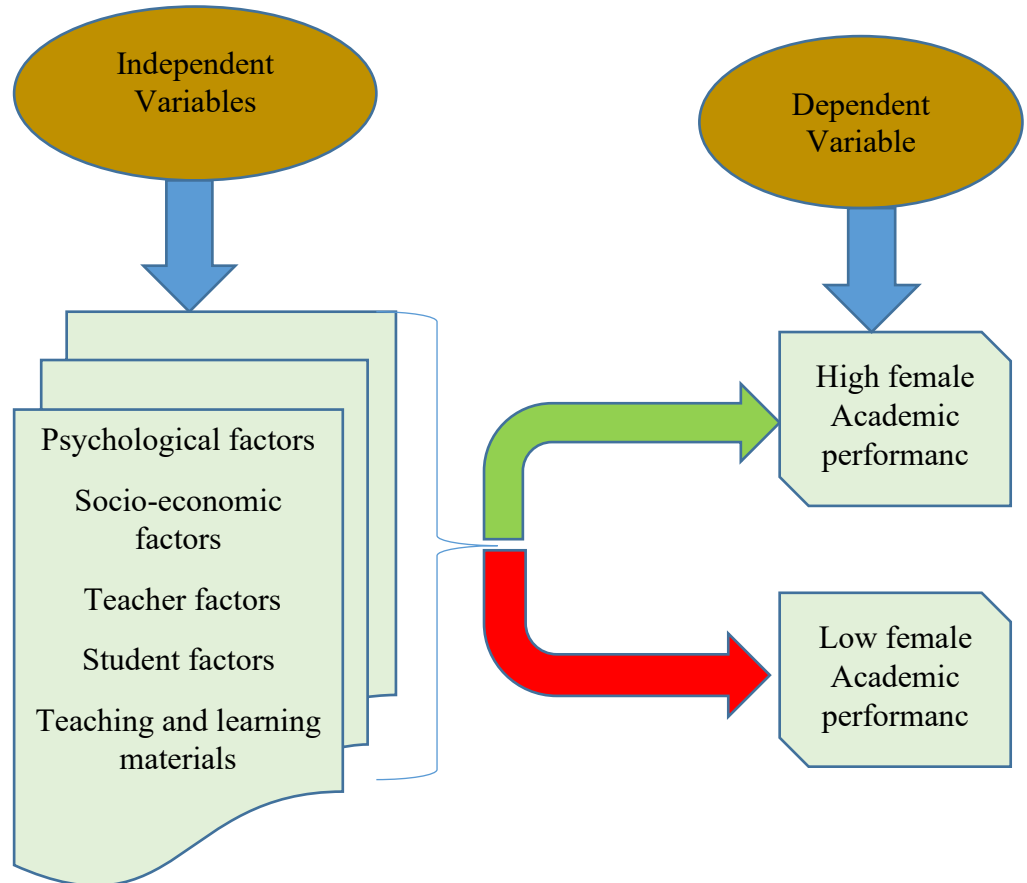 Independent
Variables
Dependent
Variable
Psychological factors
Socio-economic
factors
Teacher factors
Student factors
Teaching and learning
materials
High female
Academic
performanc
Low female
Academic
performanc